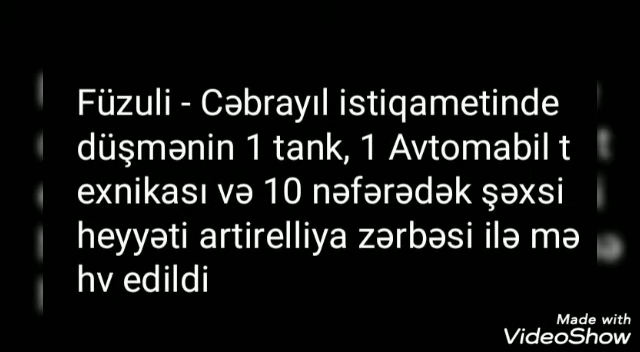 Füzuli - Cəbrayıl istiqametinde
düşmənin 1 tank, 1 Avtomabil t
exnikası və 10 nəfərədək şəxsi
heyyəti artirelliya zərbəsi ilə mə
hv edildi
Made with
VideoShow